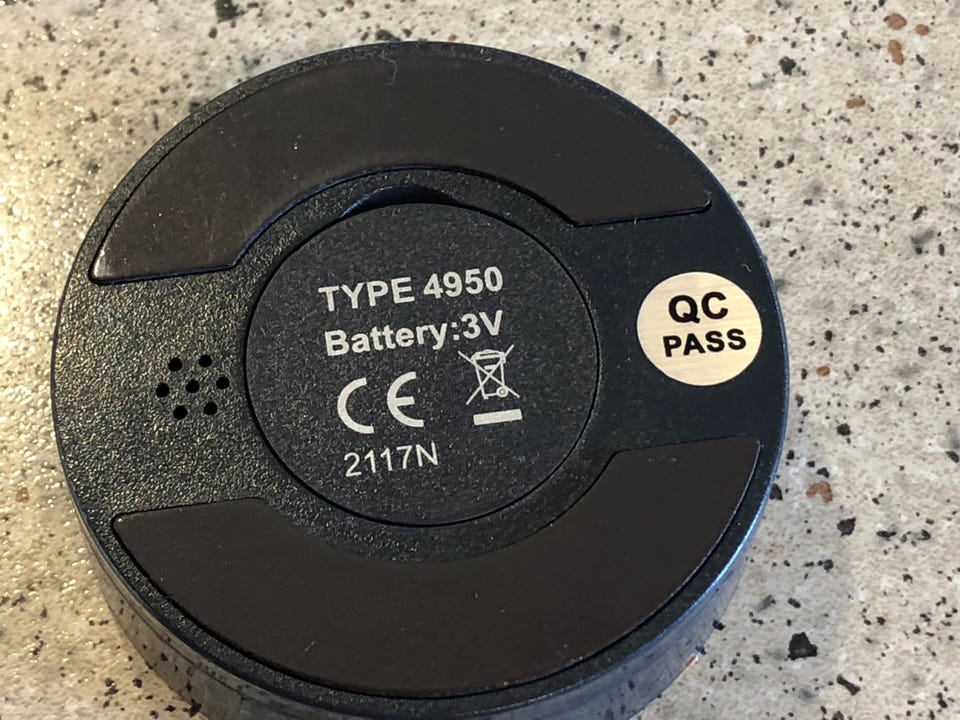 TYPE 4950
Battery:3V
CE
2117N
QC
PASS